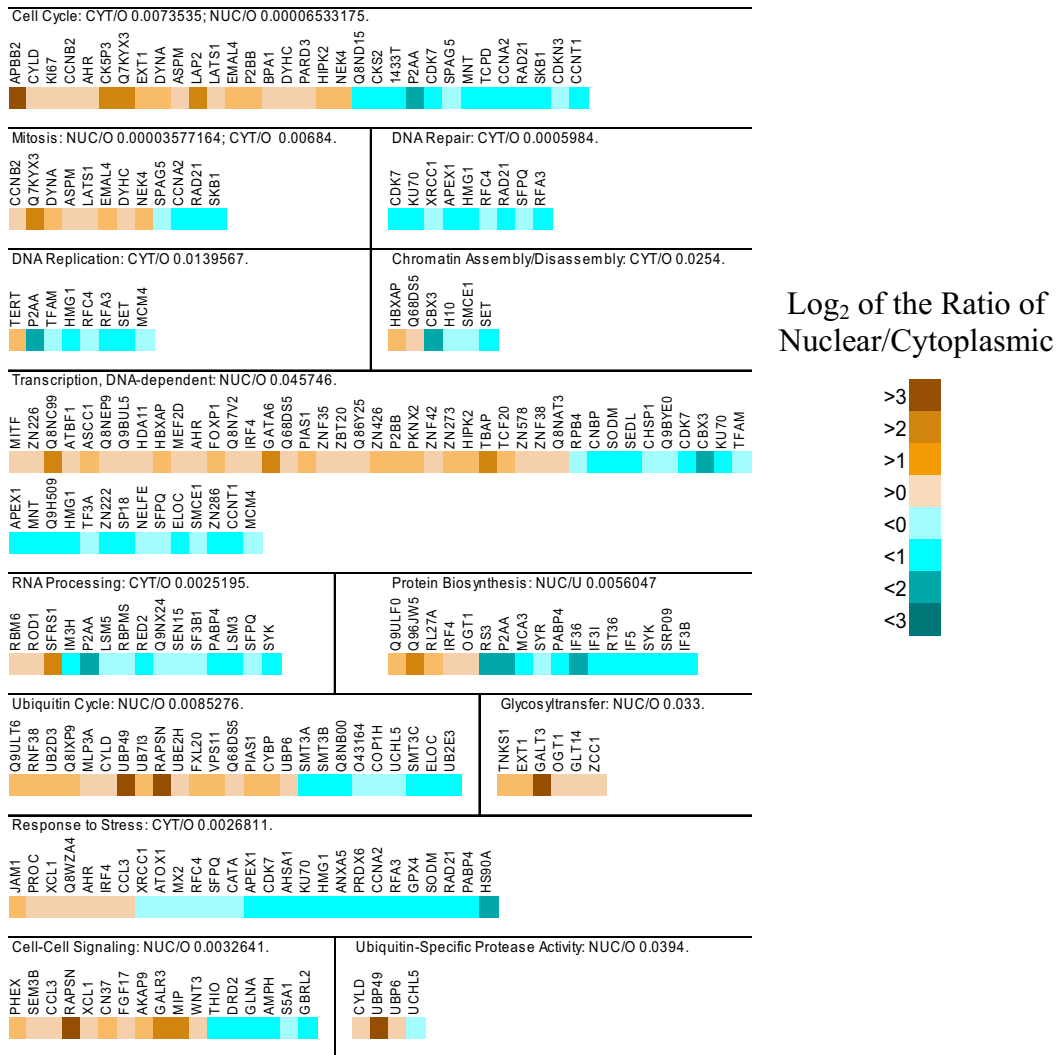 Cell Cycle: CYT/O 0.0073535; NUC/O 0.00006533175.
APBB2 CYLD KI67 CCNB2 AHR CK5P3 Q7KYX3 EXT1 DYNA ASPM LAP2 LATS1 EMAL4 P2BB BPA1 DYHC PARD3 HIPK2 NEK4 Q8ND15 CKS2 1433T P2AA CDK7 SPAG5 MNT TCPD CCNA2 RAD21 SKB1 CDKN3 CCNT1
Mitosis: NUC/O 0.00003577164; CYT/O 0.00684.
CCNB2 Q7KYX3 DYNA ASPM LATS1 EMAL4 DYHC NEK4 SPAG5 CCNA2 RAD21 SKB1
DNA Repair: CYT/O 0.0005984.
CDK7 KU70 XRCC1 APEX1 HMG1 RFC4 RAD21 SFPQ RFA3
DNA Replication: CYT/O 0.0139567.
TERT P2AA TFAM HMG1 RFC4 RFA3 SET MCM4
Chromatin Assembly/Disassembly: CYT/O 0.0254.
HBXAP Q68DS5 CBX3 H10 SMCE1 SET
Transcription, DNA-dependent: NUC/O 0.045746.
MITF ZN226 Q8NC99 ATBF1 ASCC1 Q8NEP9 Q9BUL5 HDA11 HBXAP MEF2D AHR FOXP1 Q8N7V2 IRF4 GATA6 Q68DS5 PIAS1 ZNF35 ZBT20 Q86Y25 ZN426 P2BB PKNX2 ZNF42 ZN273 HIPK2 TBAP TCF20 ZN578 ZNF38 Q8NAT3 RPB4 CNBP SODM SEDL CHSP1 Q9BYE0 CDK7 CBX3 KU70 TFAM
APEX1 MNT Q9H509 HMG1 TF3A ZN222 SP18 NELFE SFPQ ELOC SMCE1 ZN286 CCNT1 MCM4
RNA Processing: CYT/O 0.0025195.
RBM6 ROD1 SFRS1 IM3H P2AA LSM5 RBPMS RED2 Q9NX24 SEN15 SF3B1 PABP4 LSM3 SFPQ SYK
Protein Biosynthesis: NUC/U 0.0056047
Q9ULF0 Q96JW5 RL27A IRF4 OGT1 RS3 P2AA MCA3 SYR PABP4 IF36 IF3I RT36 IF5 SYK SRP09 IF3B
Ubiquitin Cycle: NUC/O 0.0085276.
Q9ULT6 RNF38 UB2D3 Q8IXP9 MLP3A CYLD UBP49 UB7I3 RAPSN UBE2H FXL20 VPS11 Q68DS5 PIAS1 CYBP UBP6 SMT3A SMT3B Q8NB00 O43164 COP1H UCHL5 SMT3C ELOC UB2E3
Glycosyltransfer: NUC/O 0.033.
TNKS1 EXT1 GALT3 OGT1 GLT14 ZCC1
Response to Stress: CYT/O 0.0026811.
JAM1 PROC XCL1 Q8WZA4 AHR IRF4 CCL3 XRCC1 ATOX1 MX2 RFC4 SFPQ CATA APEX1 CDK7 AHSA1 KU70 HMG1 ANXA5 PRDX6 CCNA2 RFA3 GPX4 SODM RAD21 PABP4 HS90A
Cell-Cell Signaling: NUC/O 0.0032641.
PHEX SEM3B CCL3 RAPSN XCL1 CN37 FGF17 AKAP9 GALR3 MIP WNT3 THIO DRD2 GLNA AMPH S5A1 GBRL2
Ubiquitin-Specific Protease Activity: NUC/O 0.0394.
CYLD UBP49 UBP6 UCHL5
Log₂ of the Ratio of
Nuclear/Cytoplasmic
>3
>2
>1
>0
<0
<1
<2
<3